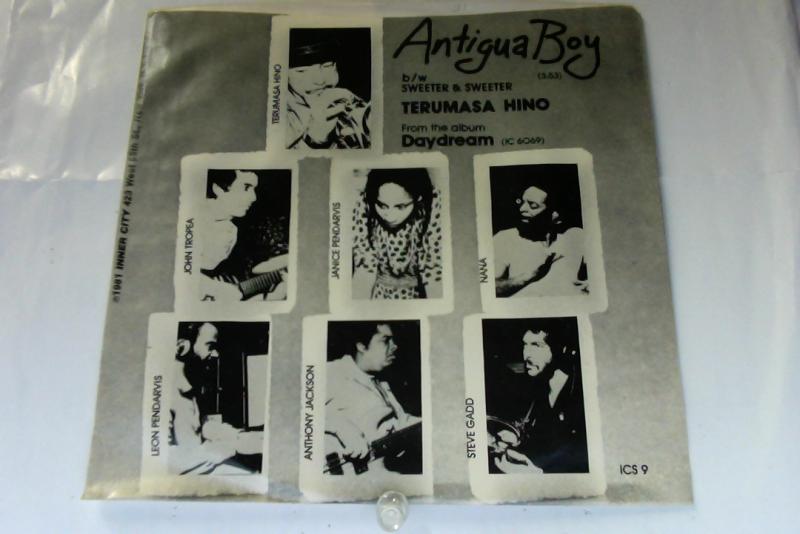 Antigua Boy
(3:53)
b/w
SWEETER & SWEETER
TERUMASA HINO
From the album
Daydream (IC 6069)
TERUMASA HINO
JOHN TROPEA
JANICE PENDARVIS
NANA
LEON PENDARVIS
ANTHONY JACKSON
STEVE GADD
ICS 9
℗1981 INNER CITY 423 West